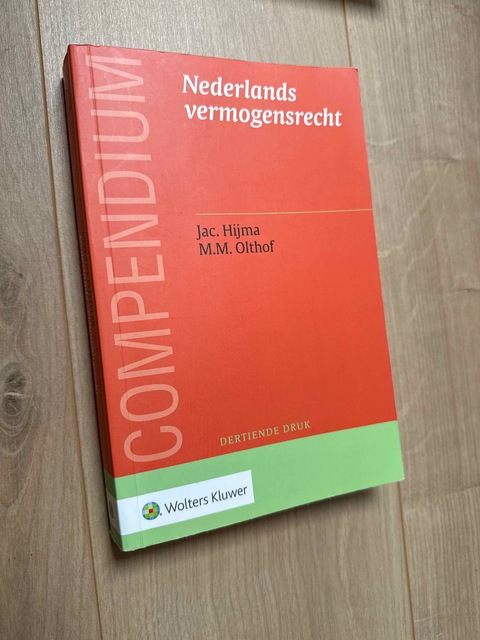 COMPENDIUM
Nederlands
vermogensrecht
Jac. Hijma
M.M. Olthof
DERTIENDE DRUK
Wolters Kluwer